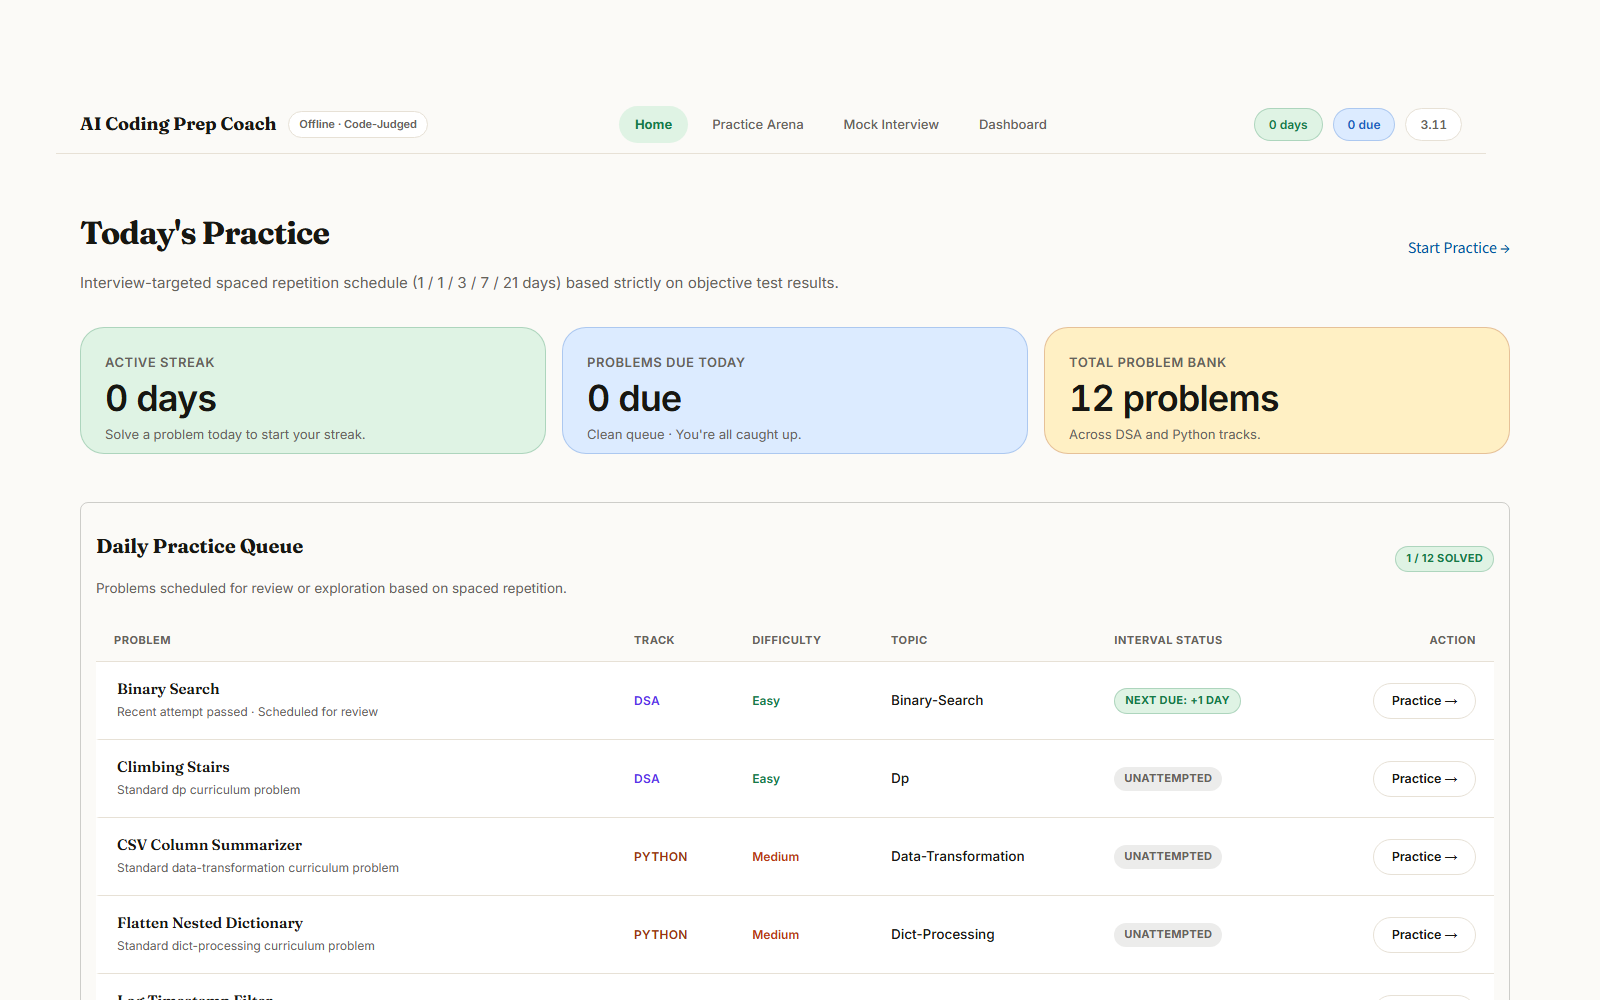 AI Coding Prep Coach
Offline · Code-Judged
Home
Practice Arena
Mock Interview
Dashboard
0 days
0 due
3.11
Today's Practice
Start Practice →
Interview-targeted spaced repetition schedule (1 / 1 / 3 / 7 / 21 days) based strictly on objective test results.
ACTIVE STREAK
0 days
Solve a problem today to start your streak.
PROBLEMS DUE TODAY
0 due
Clean queue · You're all caught up.
TOTAL PROBLEM BANK
12 problems
Across DSA and Python tracks.
Daily Practice Queue
1 / 12 SOLVED
Problems scheduled for review or exploration based on spaced repetition.
PROBLEM TRACK DIFFICULTY TOPIC INTERVAL STATUS ACTION
Binary Search
Recent attempt passed · Scheduled for review
DSA Easy Binary-Search NEXT DUE: +1 DAY Practice →
Climbing Stairs
Standard dp curriculum problem
DSA Easy Dp UNATTEMPTED Practice →
CSV Column Summarizer
Standard data-transformation curriculum problem
PYTHON Medium Data-Transformation UNATTEMPTED Practice →
Flatten Nested Dictionary
Standard dict-processing curriculum problem
PYTHON Medium Dict-Processing UNATTEMPTED Practice →